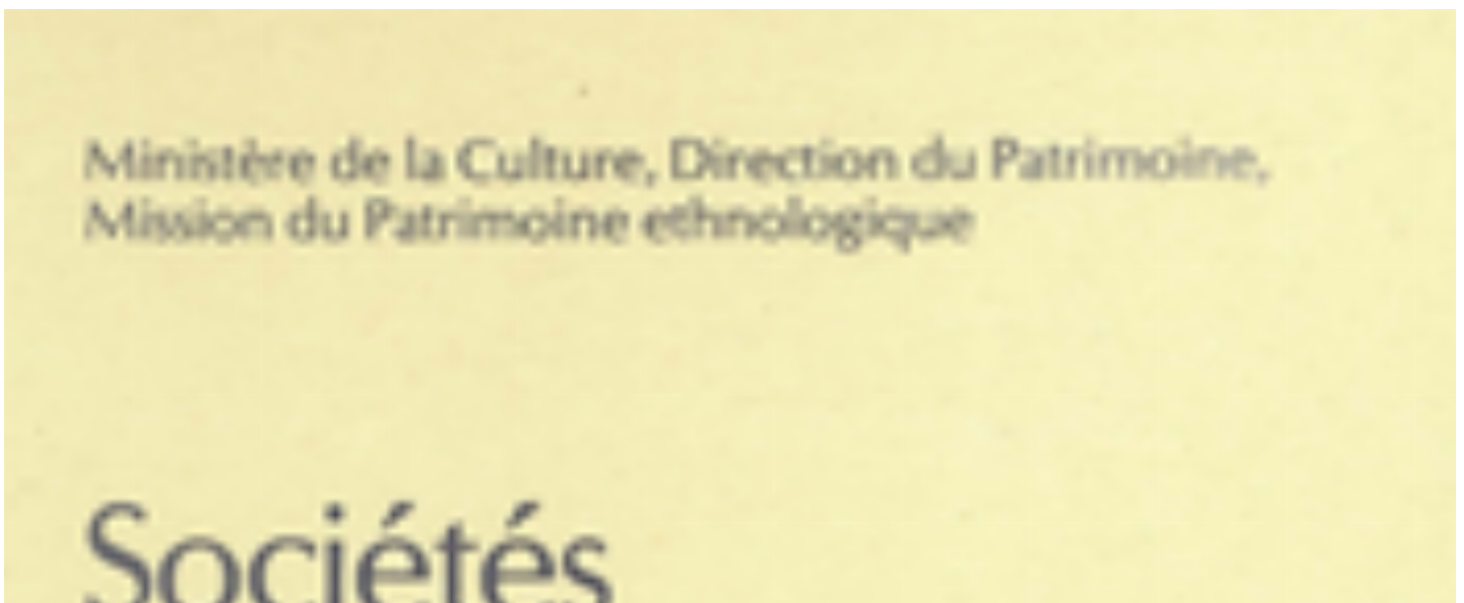 Ministère de la Culture, Direction du Patrimoine,
Mission du Patrimoine ethnologique
Sociétés